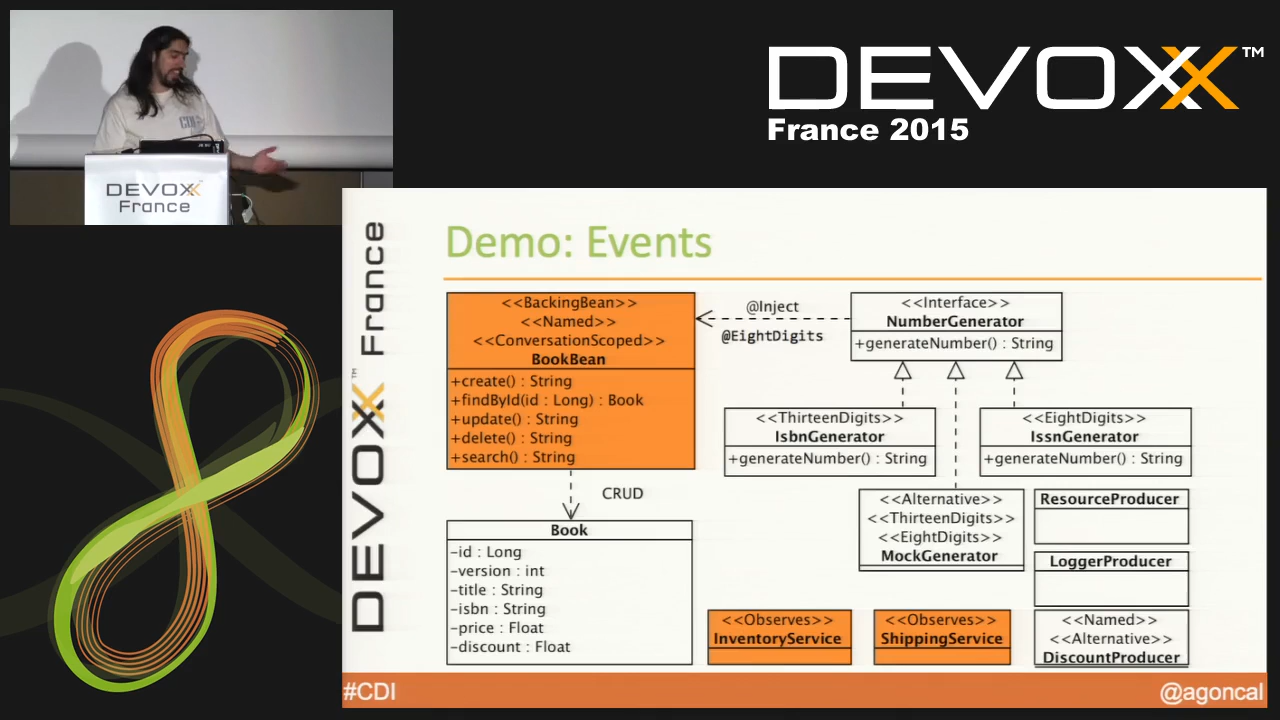 DEVOXX™
France 2015
DEVOXX
France
DEVOXX™ France
Demo: Events
<<BackingBean>>
<<Named>>
<<ConversationScoped>>
BookBean
+create() : String
+findById(id : Long) : Book
+update() : String
+delete() : String
+search() : String
@Inject
@EightDigits
<<Interface>>
NumberGenerator
+generateNumber() : String
<<ThirteenDigits>>
IsbnGenerator
+generateNumber() : String
<<EightDigits>>
IssnGenerator
+generateNumber() : String
CRUD
Book
-id : Long
-version : int
-title : String
-isbn : String
-price : Float
-discount : Float
<<Alternative>>
<<ThirteenDigits>>
<<EightDigits>>
MockGenerator
ResourceProducer
LoggerProducer
<<Observes>>
InventoryService
<<Observes>>
ShippingService
<<Named>>
<<Alternative>>
DiscountProducer
#CDI
@agoncal